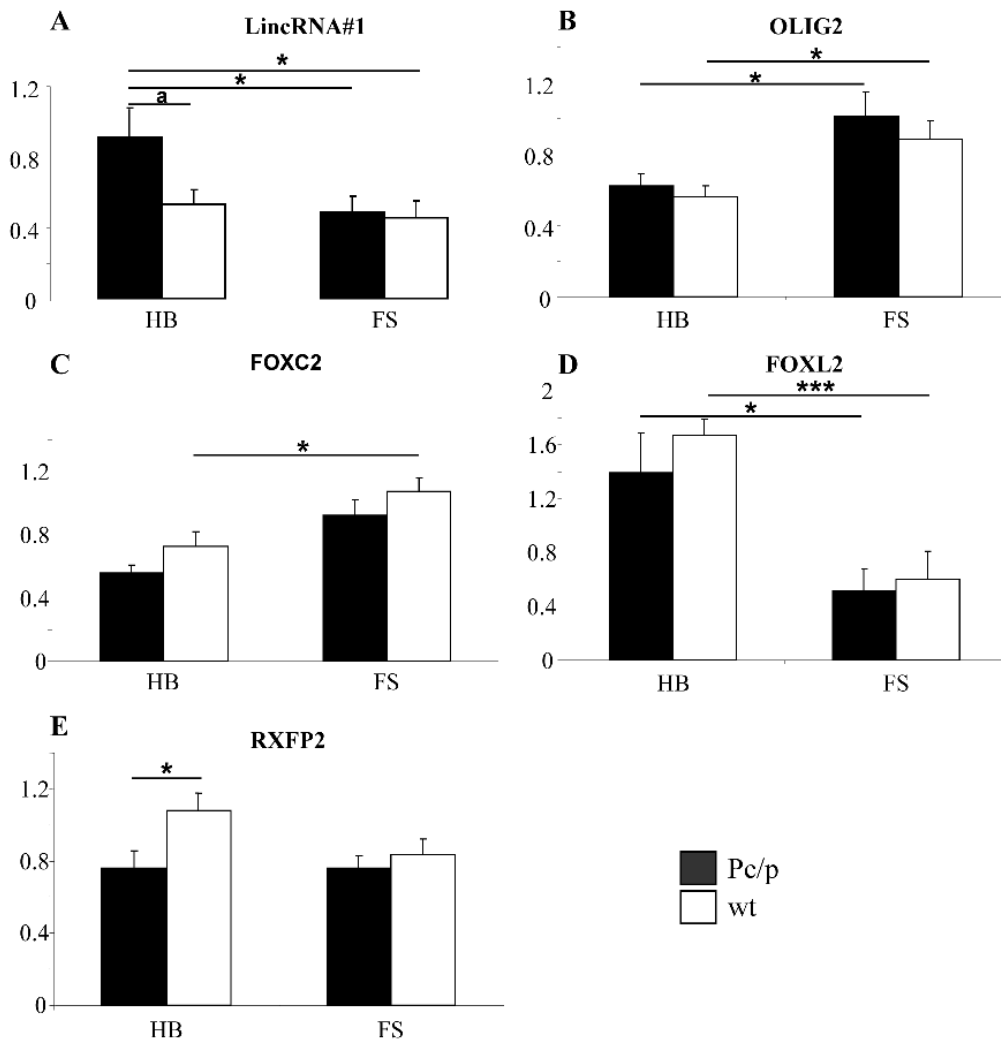 A
LincRNA#1
*
*
a
1.2
0.8
0.4
0
HB
FS
B
OLIG2
*
*
1.2
0.8
0.4
0
HB
FS
C
FOXC2
*
1.2
0.8
0.4
0
HB
FS
D
FOXL2
***
*
2
1.6
1.2
0.8
0.4
0
HB
FS
E
RXFP2
*
1.2
0.8
0.4
0
HB
FS
Pc/p
wt